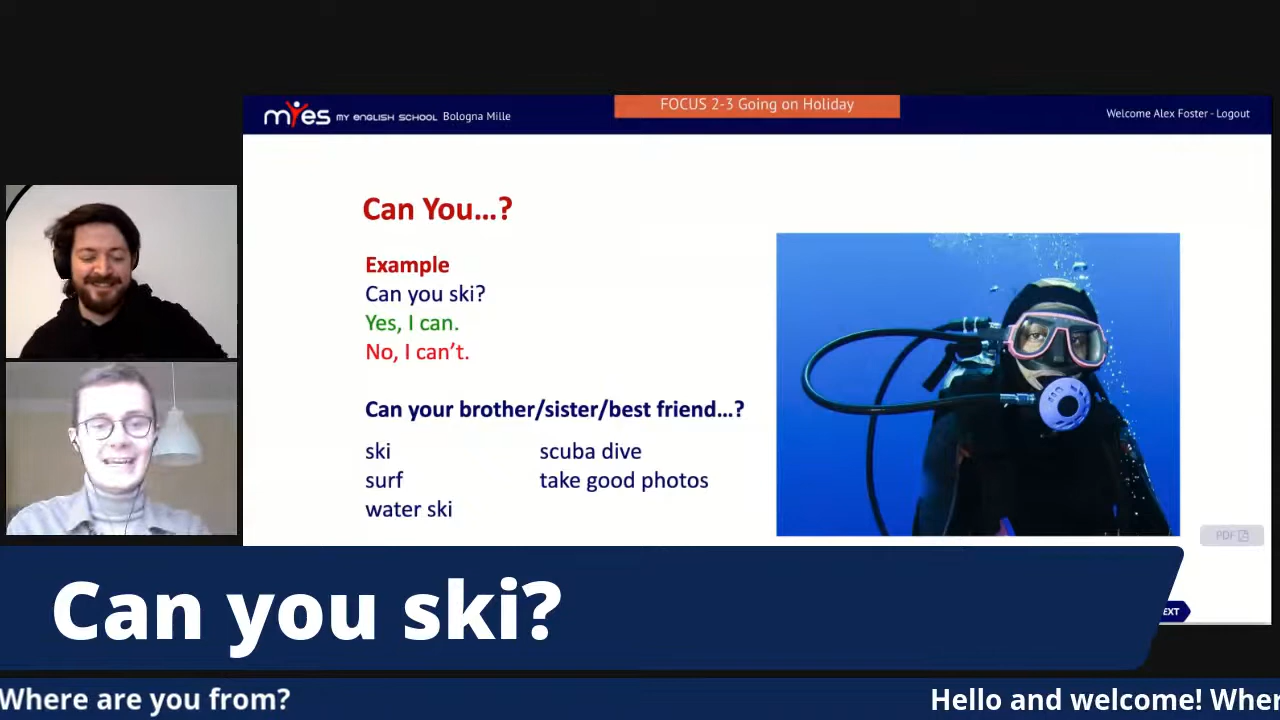 myes MY ENGLISH SCHOOL Bologna Mille
FOCUS 2-3 Going on Holiday
Welcome Alex Foster - Logout
Can You...?
Example
Can you ski?
Yes, I can.
No, I can't.
Can your brother/sister/best friend...?
ski scuba dive
surf take good photos
water ski
PDF
EXT
Can you ski?
Where are you from? Hello and welcome! Wher